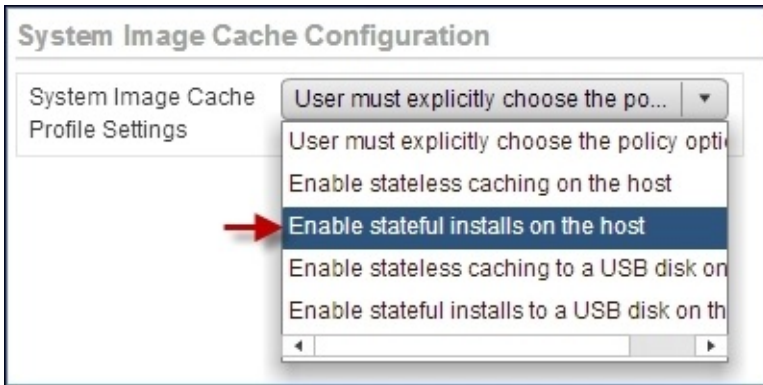 System Image Cache Configuration
System Image Cache
Profile Settings
User must explicitly choose the po...
User must explicitly choose the policy opti
Enable stateless caching on the host
Enable stateful installs on the host
Enable stateless caching to a USB disk on
Enable stateful installs to a USB disk on th